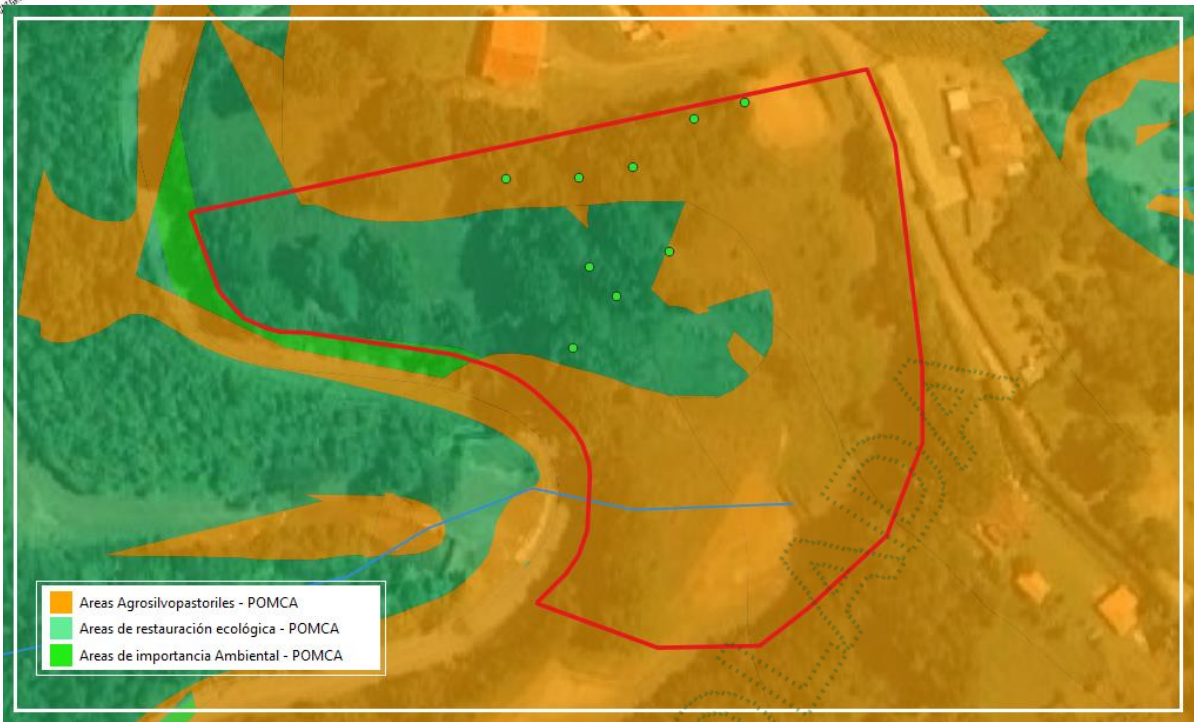 Areas Agrosilvopastoriles - POMCA
Areas de restauración ecológica - POMCA
Areas de importancia Ambiental - POMCA